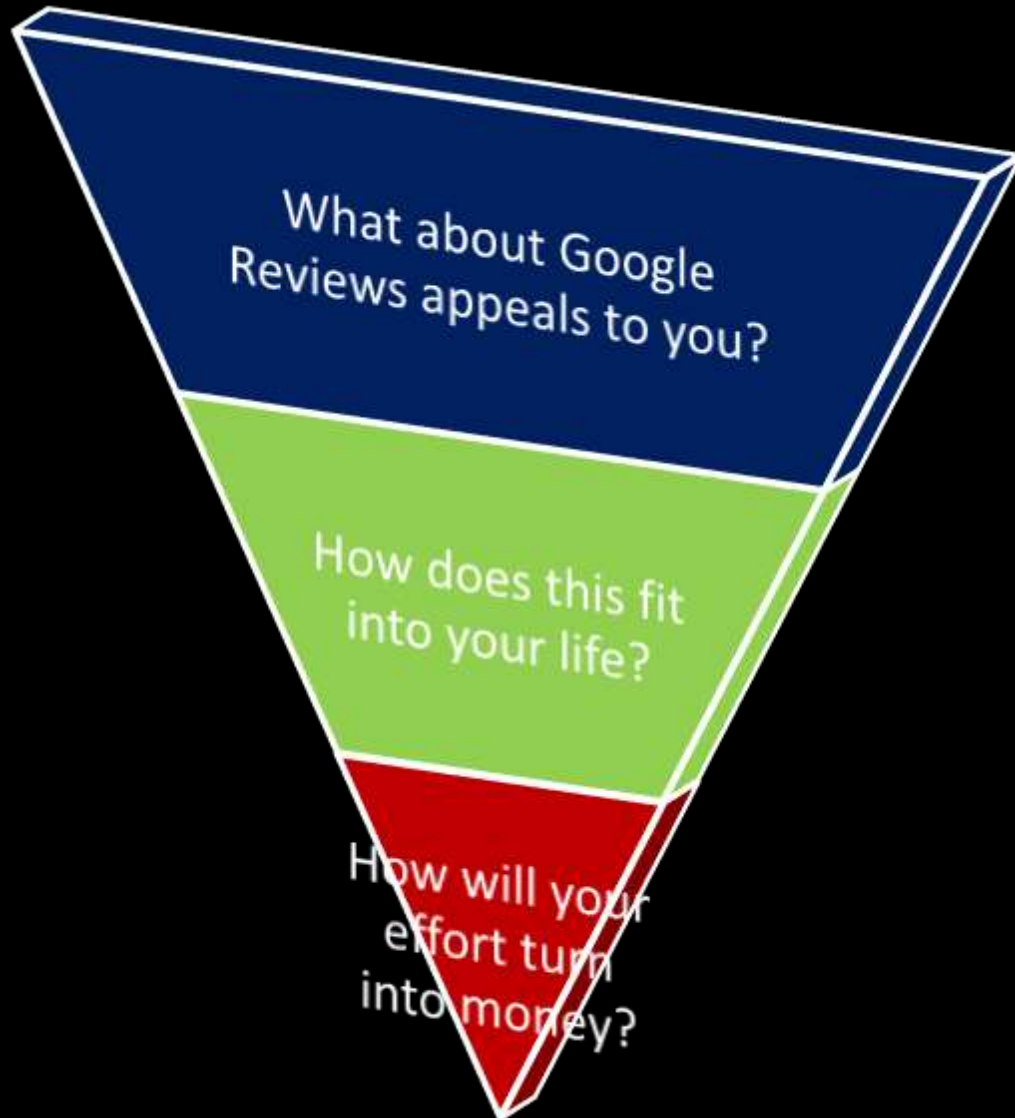 What about Google
Reviews appeals to you?
How does this fit
into your life?
How will your
effort turn
into money?